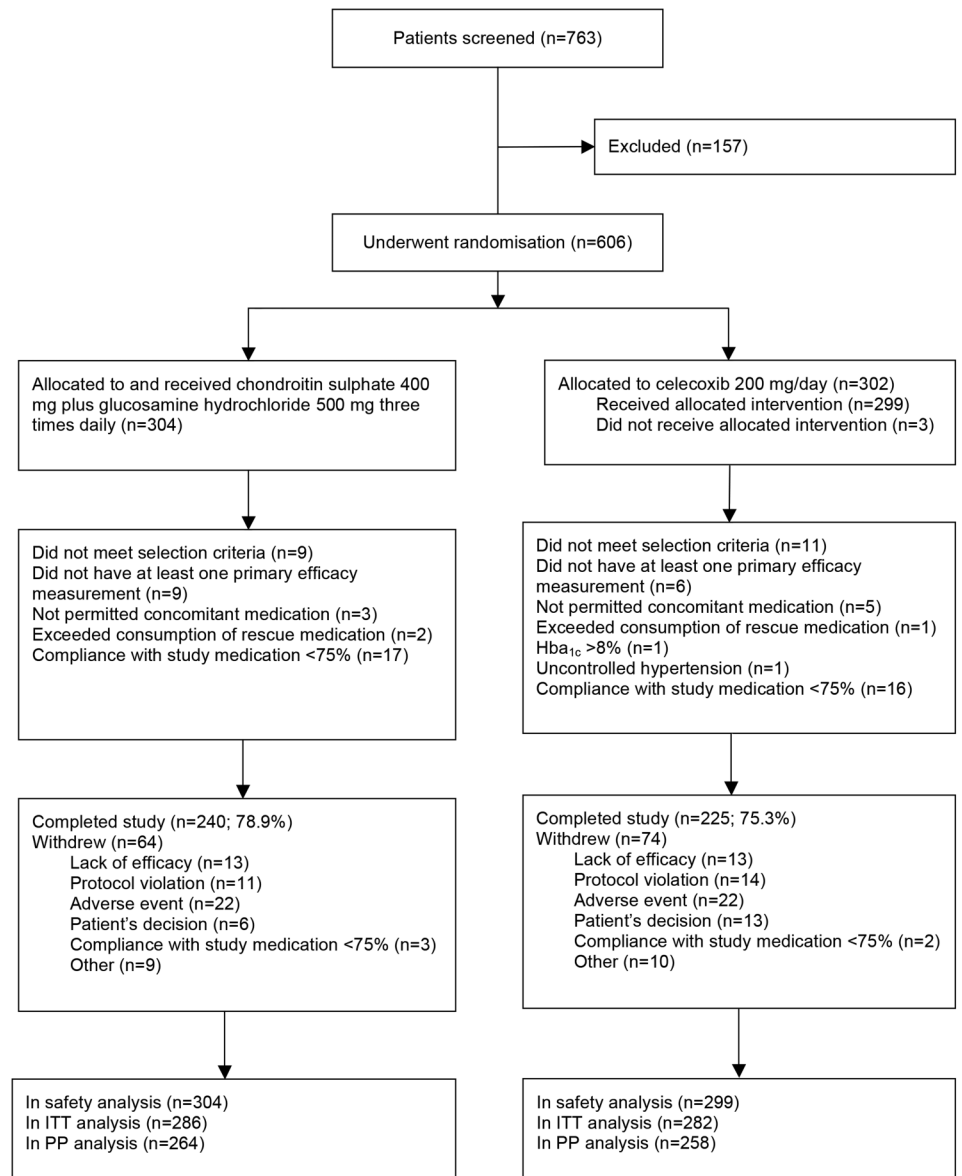 Patients screened (n=763)
Excluded (n=157)
Underwent randomisation (n=606)
Allocated to and received chondroitin sulphate 400
mg plus glucosamine hydrochloride 500 mg three
times daily (n=304)
Allocated to celecoxib 200 mg/day (n=302)
Received allocated intervention (n=299)
Did not receive allocated intervention (n=3)
Did not meet selection criteria (n=9)
Did not have at least one primary efficacy
measurement (n=9)
Not permitted concomitant medication (n=3)
Exceeded consumption of rescue medication (n=2)
Compliance with study medication <75% (n=17)
Did not meet selection criteria (n=11)
Did not have at least one primary efficacy
measurement (n=6)
Not permitted concomitant medication (n=5)
Exceeded consumption of rescue medication (n=1)
Hba1c >8% (n=1)
Uncontrolled hypertension (n=1)
Compliance with study medication <75% (n=16)
Completed study (n=240; 78.9%)
Withdrew (n=64)
Lack of efficacy (n=13)
Protocol violation (n=11)
Adverse event (n=22)
Patient’s decision (n=6)
Compliance with study medication <75% (n=3)
Other (n=9)
Completed study (n=225; 75.3%)
Withdrew (n=74)
Lack of efficacy (n=13)
Protocol violation (n=14)
Adverse event (n=22)
Patient’s decision (n=13)
Compliance with study medication <75% (n=2)
Other (n=10)
In safety analysis (n=304)
In ITT analysis (n=286)
In PP analysis (n=264)
In safety analysis (n=299)
In ITT analysis (n=282)
In PP analysis (n=258)